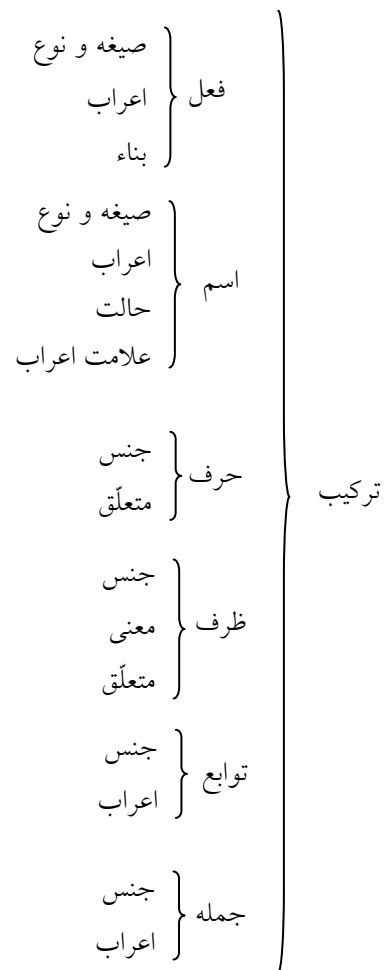 ترکیب
فعل
صیغه و نوع
اعراب
بناء
اسم
صیغه و نوع
اعراب
حالت
علامت اعراب
حرف
جنس
متعلّق
ظرف
جنس
معنی
متعلّق
توابع
جنس
اعراب
جمله
جنس
اعراب